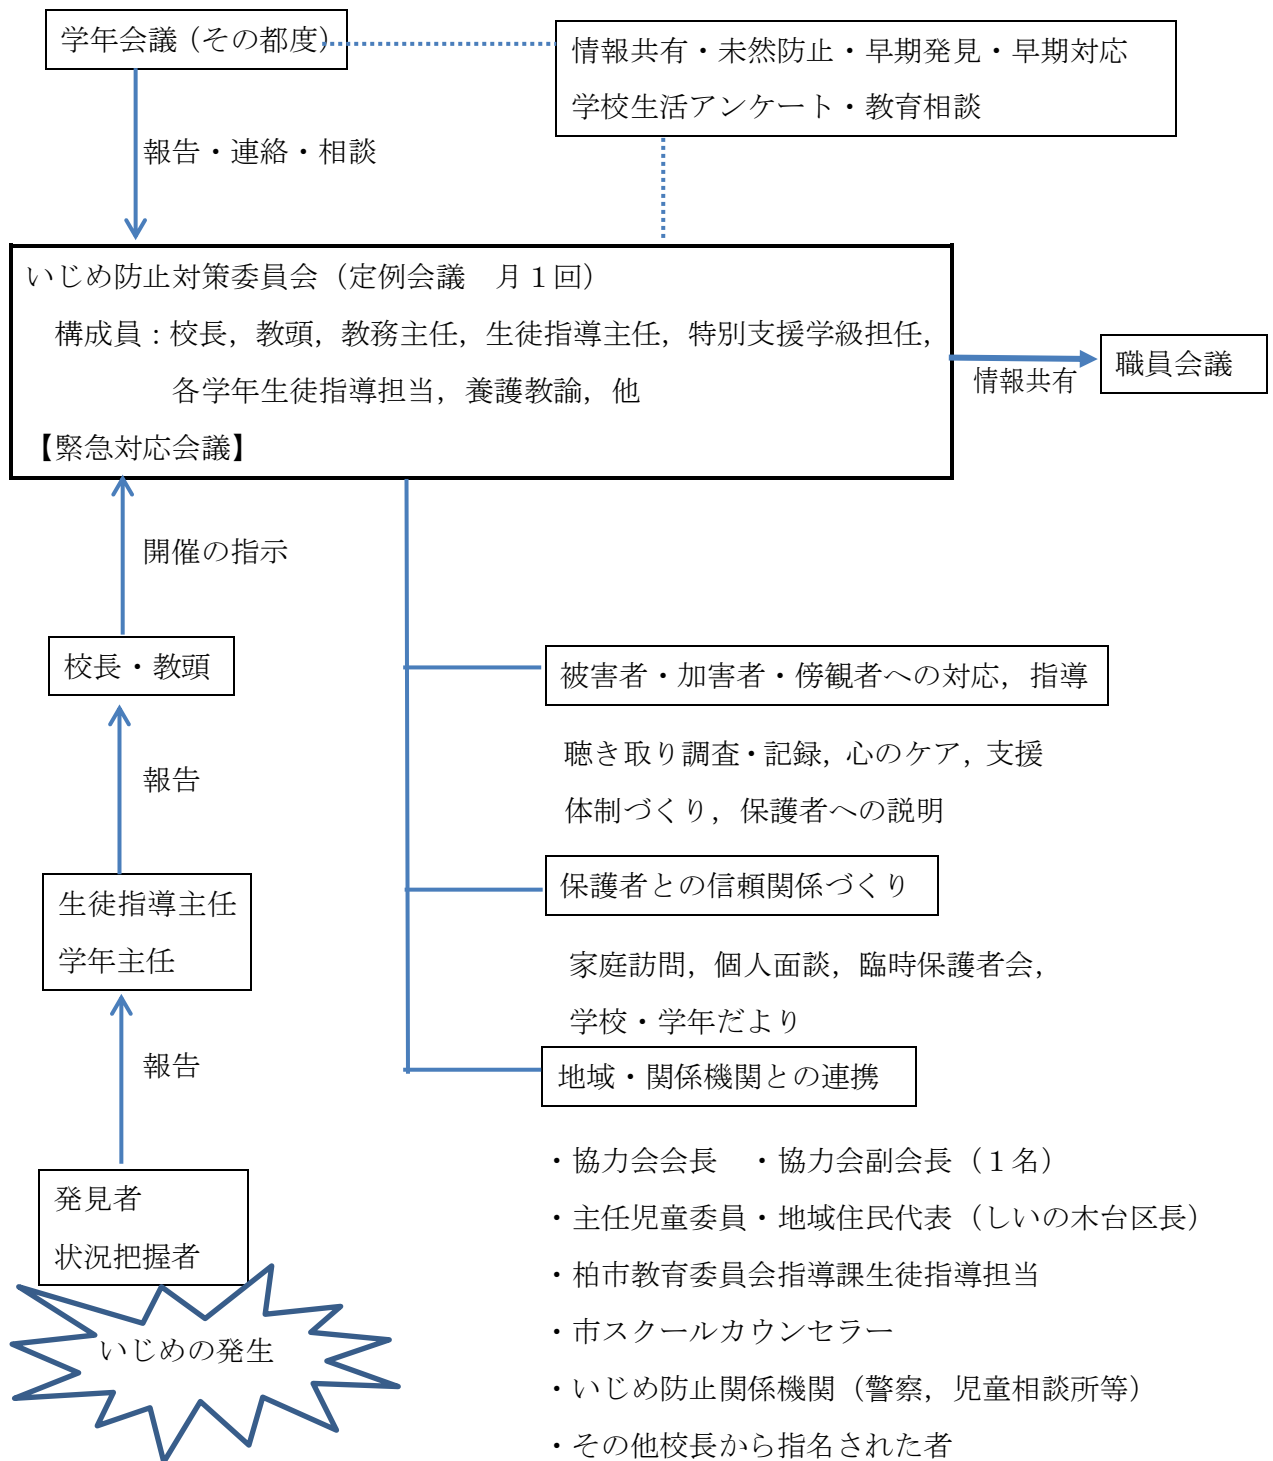 学年会議（その都度）
情報共有・未然防止・早期発見・早期対応
学校生活アンケート・教育相談
報告・連絡・相談
いじめ防止対策委員会（定例会議　月１回）
構成員：校長，教頭，教務主任，生徒指導主任，特別支援学級担任，
各学年生徒指導担当，養護教諭，他
【緊急対応会議】
情報共有
職員会議
開催の指示
校長・教頭
報告
生徒指導主任
学年主任
報告
発見者
状況把握者
いじめの発生
被害者・加害者・傍観者への対応，指導
聴き取り調査・記録，心のケア，支援
体制づくり，保護者への説明
保護者との信頼関係づくり
家庭訪問，個人面談，臨時保護者会，
学校・学年だより
地域・関係機関との連携
・協力会会長　・協力会副会長（１名）
・主任児童委員・地域住民代表（しいの木台区長）
・柏市教育委員会指導課生徒指導担当
・市スクールカウンセラー
・いじめ防止関係機関（警察，児童相談所等）
・その他校長から指名された者